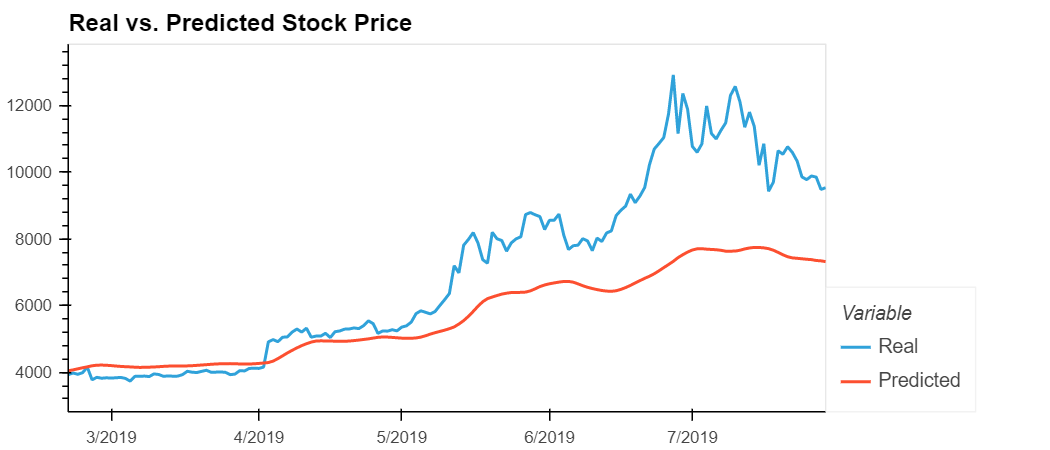 Real vs. Predicted Stock Price
12000
10000
8000
6000
4000
3/2019
4/2019
5/2019
6/2019
7/2019
Variable
Real
Predicted